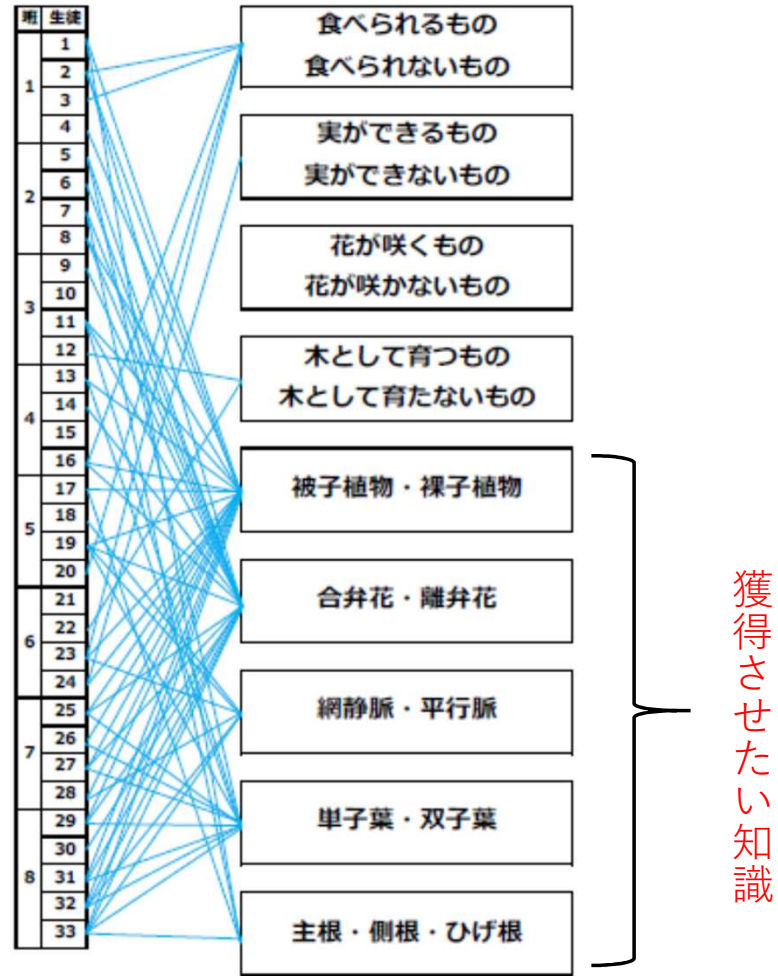 班 生徒
1
2
3
4
5
6
7
8
9
10
11
12
13
14
15
16
17
18
19
20
21
22
23
24
25
26
27
28
29
30
31
32
33
1
2
3
4
5
6
7
8
食べられるもの
食べられないもの
実ができるもの
実ができないもの
花が咲くもの
花が咲かないもの
木として育つもの
木として育たないもの
被子植物・裸子植物
合弁花・離弁花
網静脈・平行脈
単子葉・双子葉
主根・側根・ひげ根
獲得させたい知識